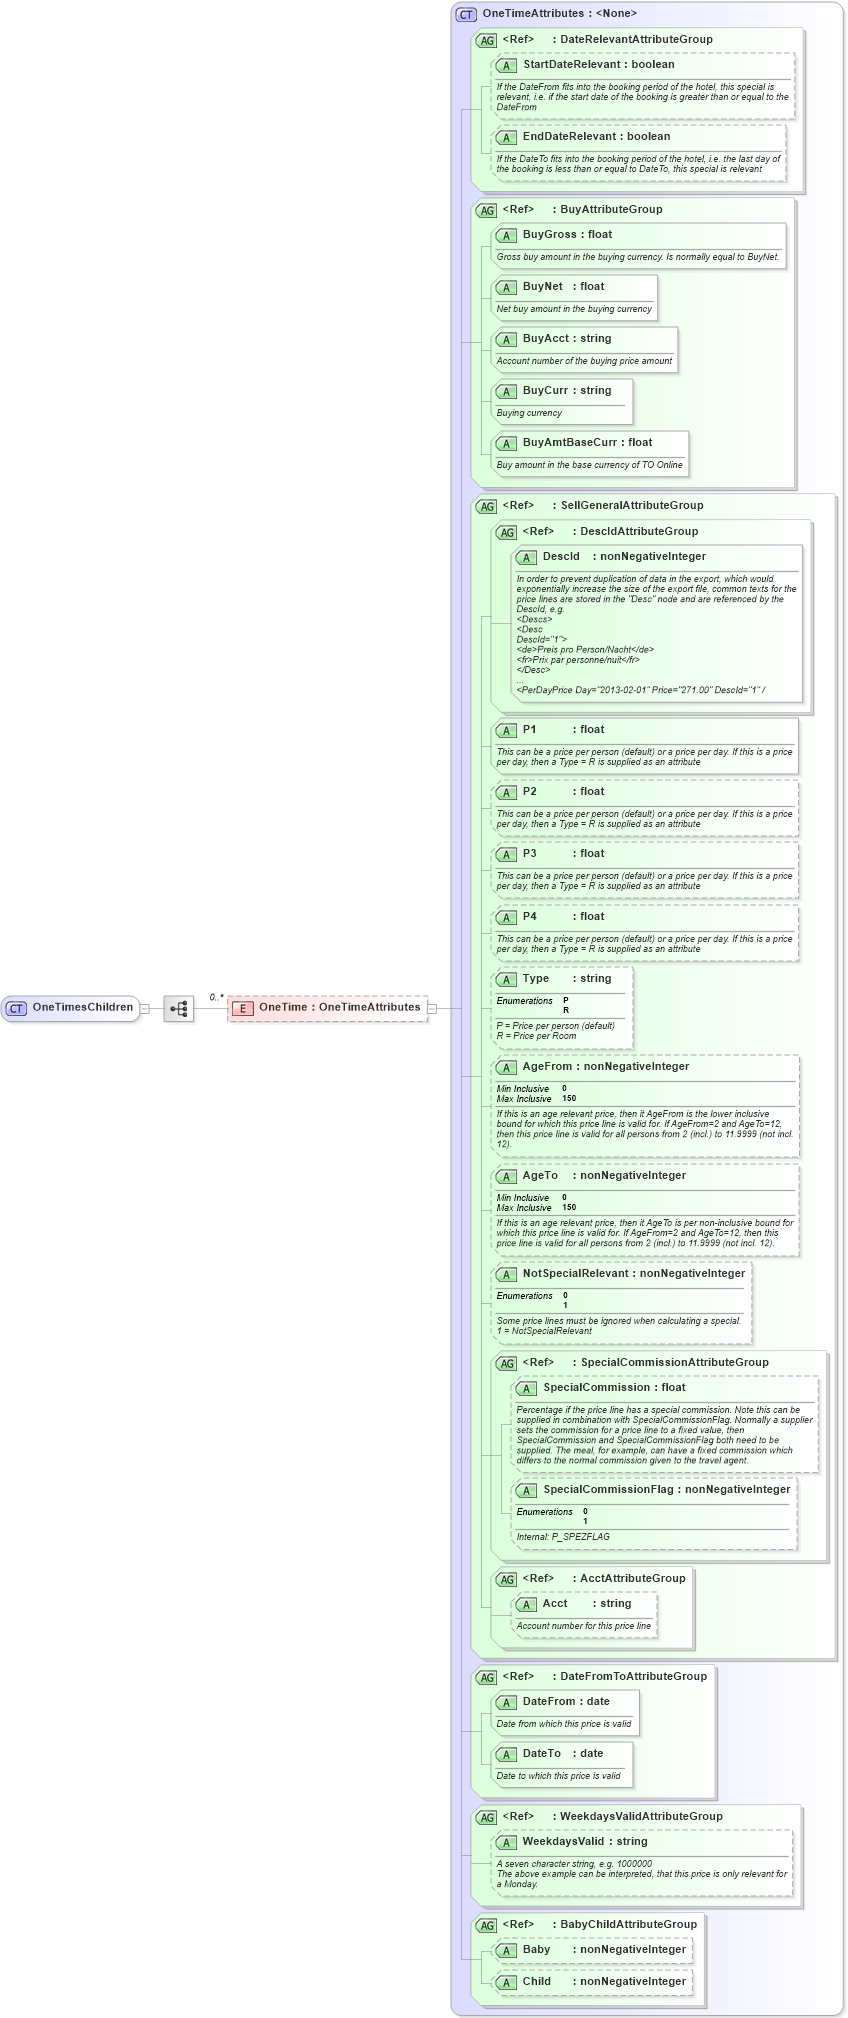 CT OneTimeAttributes : <None>
AG <Ref> : DateRelevantAttributeGroup
A StartDateRelevant : boolean
If the DateFrom fits into the booking period of the hotel, this special is
relevant, i.e. if the start date of the booking is greater than or equal to the
DateFrom
A EndDateRelevant : boolean
If the DateTo fits into the booking period of the hotel, i.e. the last day of
the booking is less than or equal to DateTo, this special is relevant
AG <Ref> : BuyAttributeGroup
A BuyGross : float
Gross buy amount in the buying currency. Is normally equal to BuyNet.
A BuyNet : float
Net buy amount in the buying currency
A BuyAcct : string
Account number of the buying price amount
A BuyCurr : string
Buying currency
A BuyAmtBaseCurr : float
Buy amount in the base currency of TO Online
AG <Ref> : SellGeneralAttributeGroup
AG <Ref> : DescIdAttributeGroup
A DescId : nonNegativeInteger
In order to prevent duplication of data in the export, which would
exponentially increase the size of the export file, common texts for the
price lines are stored in the "Desc" node and are referenced by the
DescId, e.g.
<Descs>
<Desc
DescId="1">
<de>Preis pro Person/Nacht</de>
<fr>Prix par personne/nuit</fr>
</Desc>
...
<PerDayPrice Day="2013-02-01" Price="271.00" DescId="1" /
A P1 : float
This can be a price per person (default) or a price per day. If this is a price
per day, then a Type = R is supplied as an attribute
A P2 : float
This can be a price per person (default) or a price per day. If this is a price
per day, then a Type = R is supplied as an attribute
A P3 : float
This can be a price per person (default) or a price per day. If this is a price
per day, then a Type = R is supplied as an attribute
A P4 : float
This can be a price per person (default) or a price per day. If this is a price
per day, then a Type = R is supplied as an attribute
A Type : string
Enumerations P
R
P = Price per person (default)
R = Price per Room
CT OneTimesChildren
0..*
E OneTime : OneTimeAttributes
A AgeFrom : nonNegativeInteger
Min Inclusive 0
Max Inclusive 150
If this is an age relevant price, then it AgeFrom is the lower inclusive
bound for which this price line is valid for. If AgeFrom=2 and AgeTo=12,
then this price line is valid for all persons from 2 (incl.) to 11.9999 (not incl.
12).
A AgeTo : nonNegativeInteger
Min Inclusive 0
Max Inclusive 150
If this is an age relevant price, then it AgeTo is per non-inclusive bound for
which this price line is valid for. If AgeFrom=2 and AgeTo=12, then this
price line is valid for all persons from 2 (incl.) to 11.9999 (not incl. 12).
A NotSpecialRelevant : nonNegativeInteger
Enumerations 0
1
Some price lines must be ignored when calculating a special.
1 = NotSpecialRelevant
AG <Ref> : SpecialCommissionAttributeGroup
A SpecialCommission : float
Percentage if the price line has a special commission. Note this can be
supplied in combination with SpecialCommissionFlag. Normally a supplier
sets the commission for a price line to a fixed value, then
SpecialCommission and SpecialCommissionFlag both need to be
supplied. The meal, for example, can have a fixed commission which
differs to the normal commission given to the travel agent.
A SpecialCommissionFlag : nonNegativeInteger
Enumerations 0
1
Internal: P_SPEZFLAG
AG <Ref> : AcctAttributeGroup
A Acct : string
Account number for this price line
AG <Ref> : DateFromToAttributeGroup
A DateFrom : date
Date from which this price is valid
A DateTo : date
Date to which this price is valid
AG <Ref> : WeekdaysValidAttributeGroup
A WeekdaysValid : string
A seven character string, e.g. 1000000
The above example can be interpreted, that this price is only relevant for
a Monday.
AG <Ref> : BabyChildAttributeGroup
A Baby : nonNegativeInteger
A Child : nonNegativeInteger